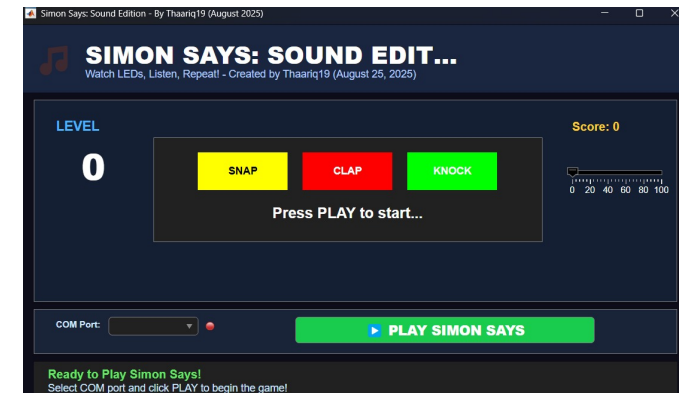 Simon Says: Sound Edition - By Thaariq19 (August 2025)
SIMON SAYS: SOUND EDIT...
Watch LEDs, Listen, Repeat! - Created by Thaariq19 (August 25, 2025)
LEVEL
0
SNAP CLAP KNOCK
Press PLAY to start...
Score: 0
0 20 40 60 80 100
COM Port:
PLAY SIMON SAYS
Ready to Play Simon Says!
Select COM port and click PLAY to begin the game!